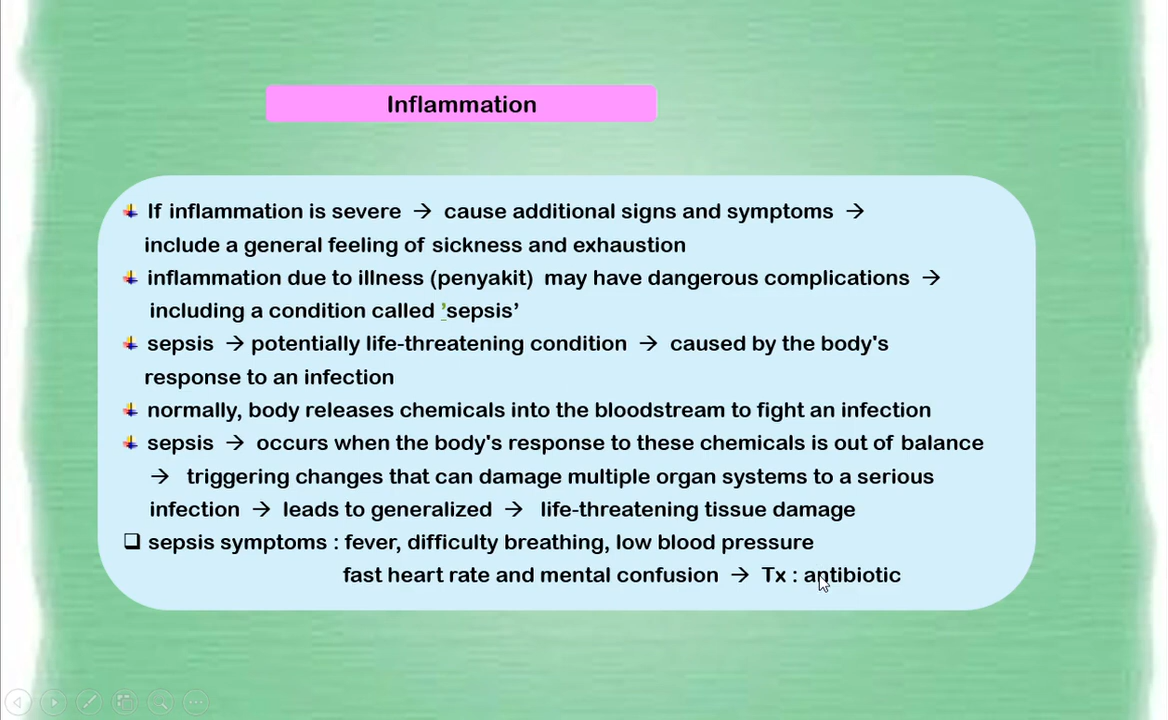 Inflammation
If inflammation is severe → cause additional signs and symptoms →
include a general feeling of sickness and exhaustion
inflammation due to illness (penyakit) may have dangerous complications →
including a condition called ’sepsis’
sepsis → potentially life-threatening condition → caused by the body's
response to an infection
normally, body releases chemicals into the bloodstream to fight an infection
sepsis → occurs when the body's response to these chemicals is out of balance
→ triggering changes that can damage multiple organ systems to a serious
infection → leads to generalized → life-threatening tissue damage
sepsis symptoms : fever, difficulty breathing, low blood pressure
fast heart rate and mental confusion → Tx : antibiotic